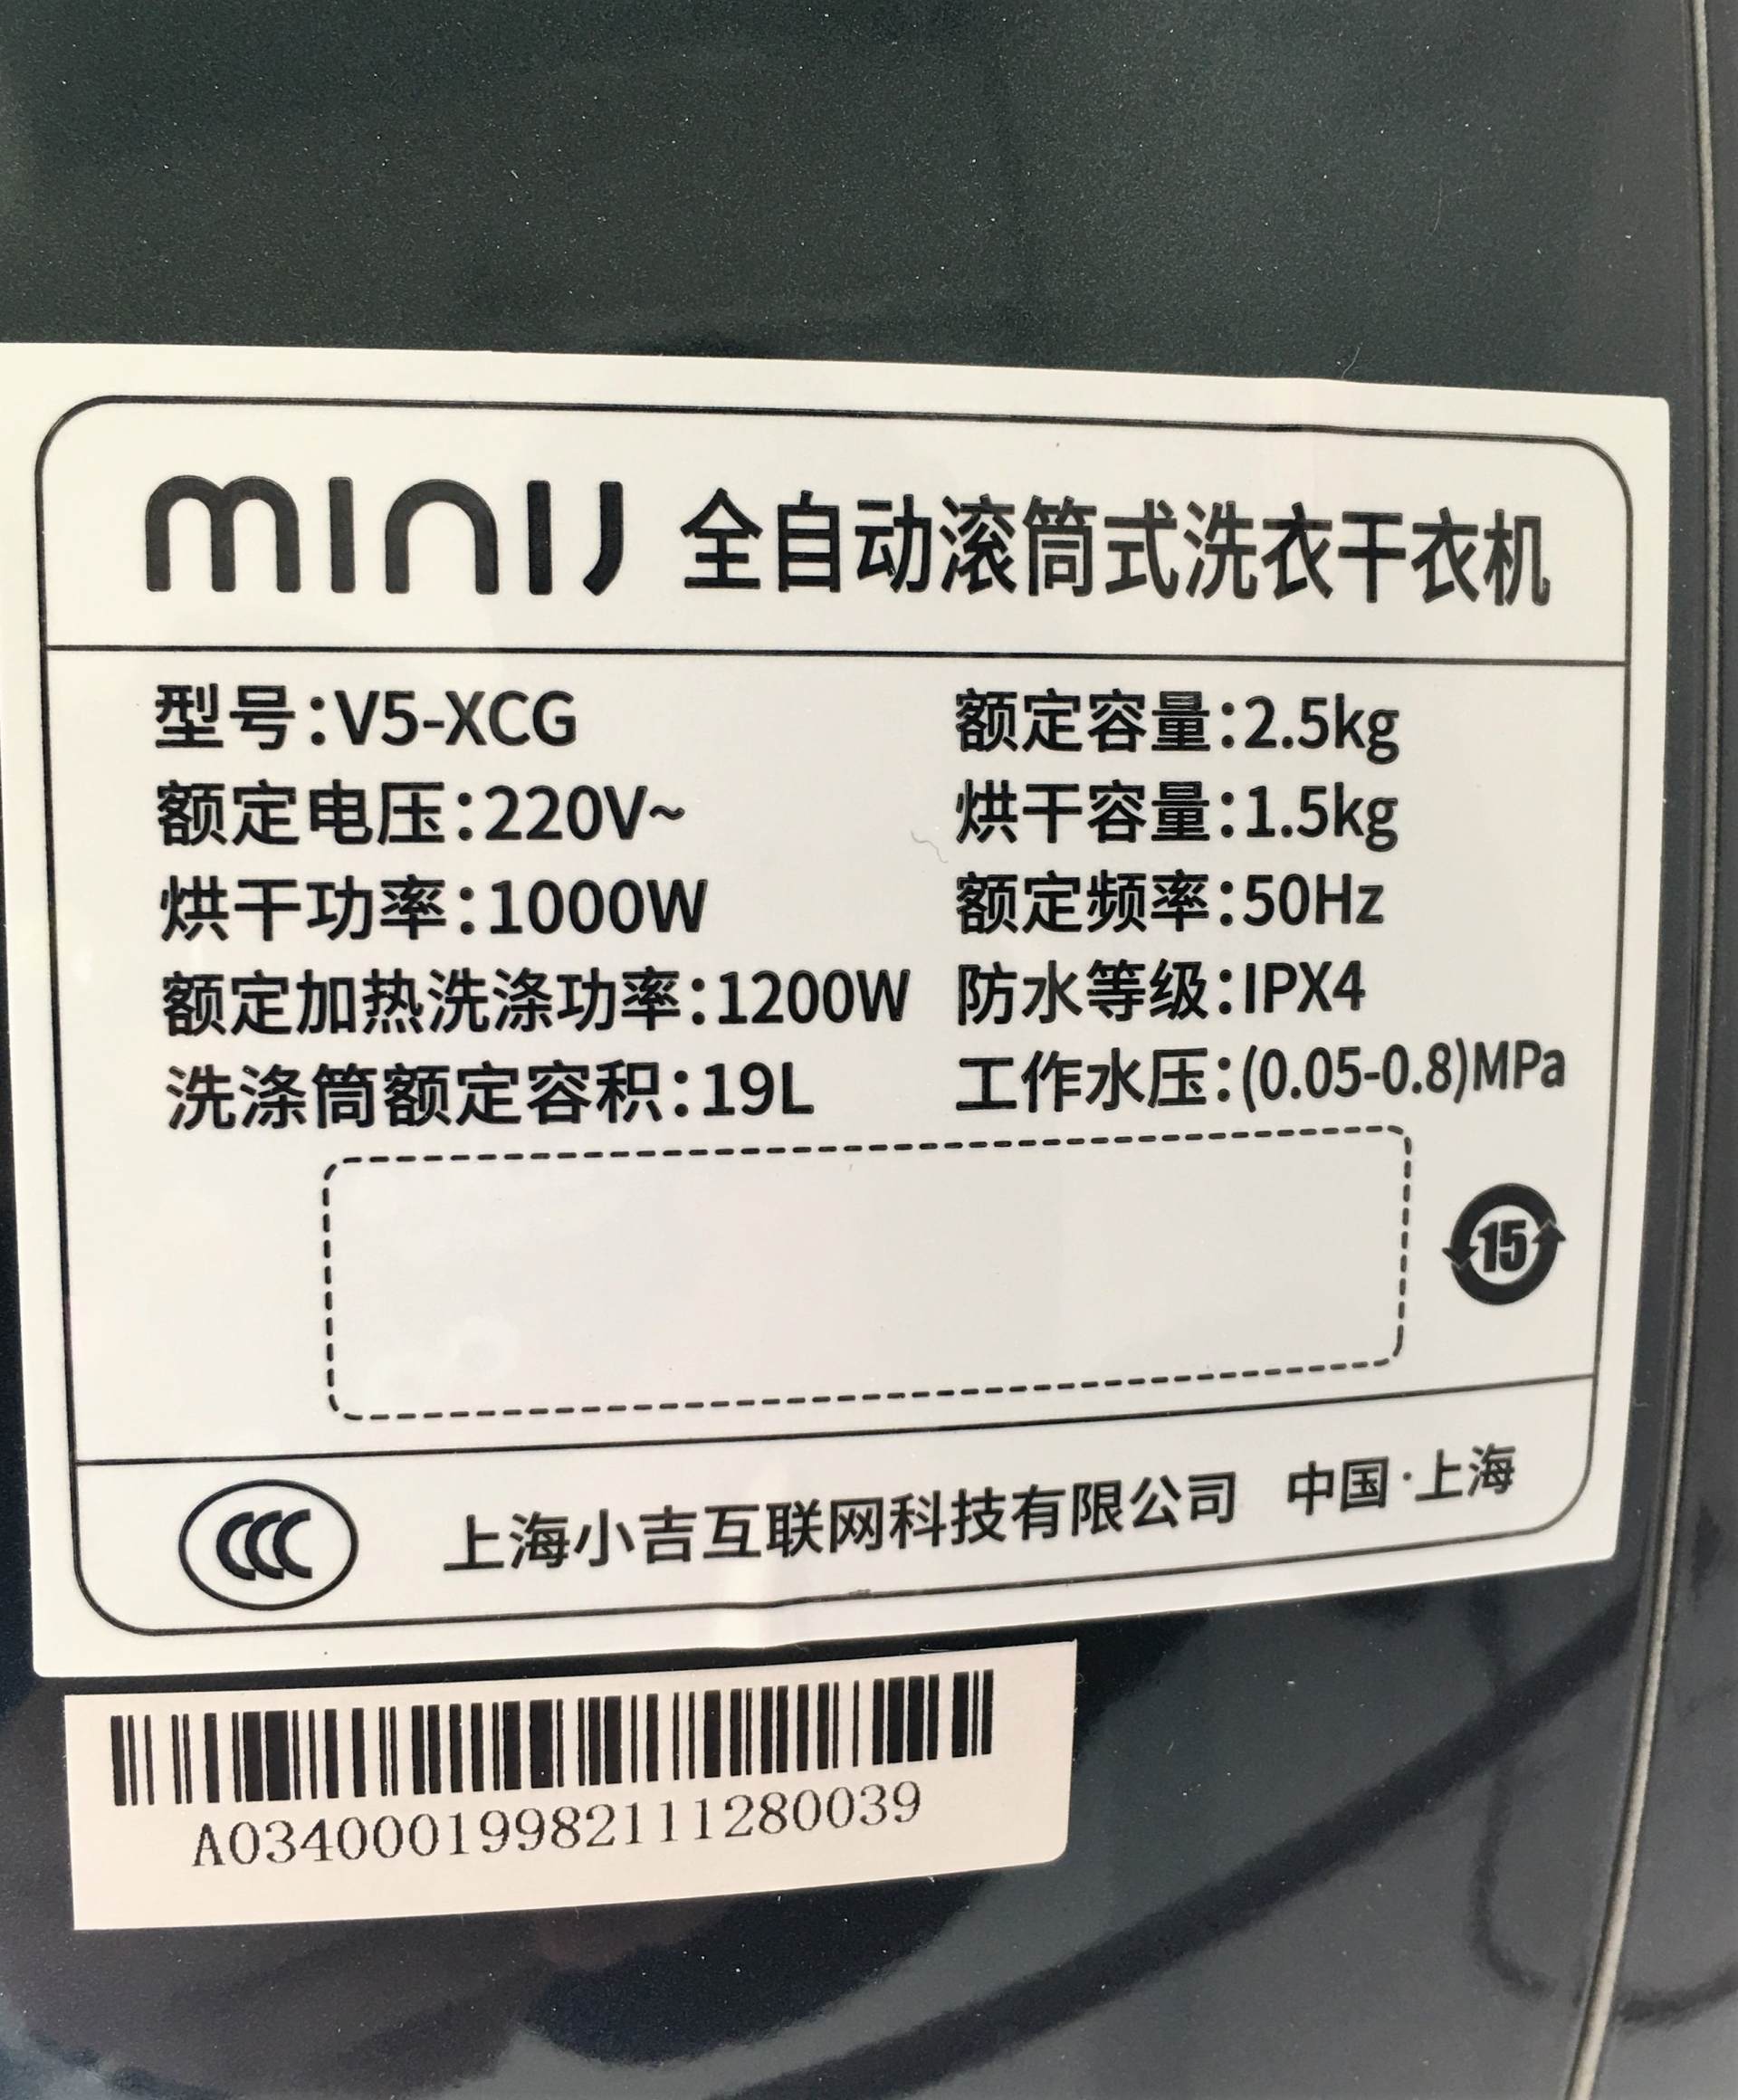 miniJ 全自动滚筒式洗衣干衣机
型号:V5-XCG
额定电压:220V~
烘干功率:1000W
额定加热洗涤功率:1200W
洗涤筒额定容积:19L
额定容量:2.5kg
烘干容量:1.5kg
额定频率:50Hz
防水等级:IPX4
工作水压:(0.05-0.8)MPa
15
CCC 上海小吉互联网科技有限公司 中国·上海
A03400019982111280039